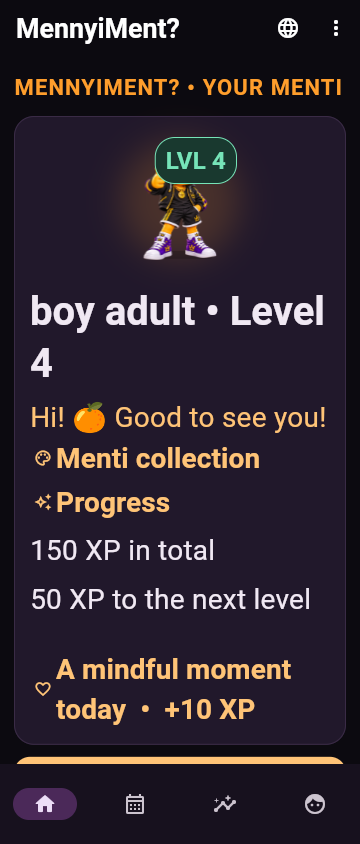 MennyiMent?
MENNYIMENT? • YOUR MENTI
LVL 4
boy adult • Level
4
Hi! 🍊 Good to see you!
Menti collection
Progress
150 XP in total
50 XP to the next level
A mindful moment
today • +10 XP